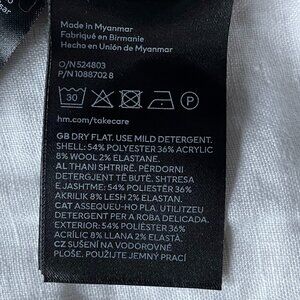 Made in Myanmar
Fabriqué en Birmanie
Hecho en Unión de Myanmar
O/N 524803
P/N 1088702 8
30
P
hm.com/takecare
GB DRY FLAT. USE MILD DETERGENT.
SHELL: 54% POLYESTER 36% ACRYLIC
8% WOOL 2% ELASTANE.
AL THANI SHTRIRË. PËRDORNI
DETERGJENT TË BUTË. SHTRESA
E JASHTME: 54% POLIESTËR 36%
AKRILIK 8% LESH 2% ELASTAN.
CAT ASSEQUEU-HO PLA. UTILITZEU
DETERGENT PER A ROBA DELICADA.
EXTERIOR: 54% POLIÈSTER 36%
ACRÍLIC 8% LLANA 2% ELASTÀ.
CZ SUŠENÍ NA VODOROVNÉ
PLOŠE. POUŽIJTE JEMNÝ PRACÍ